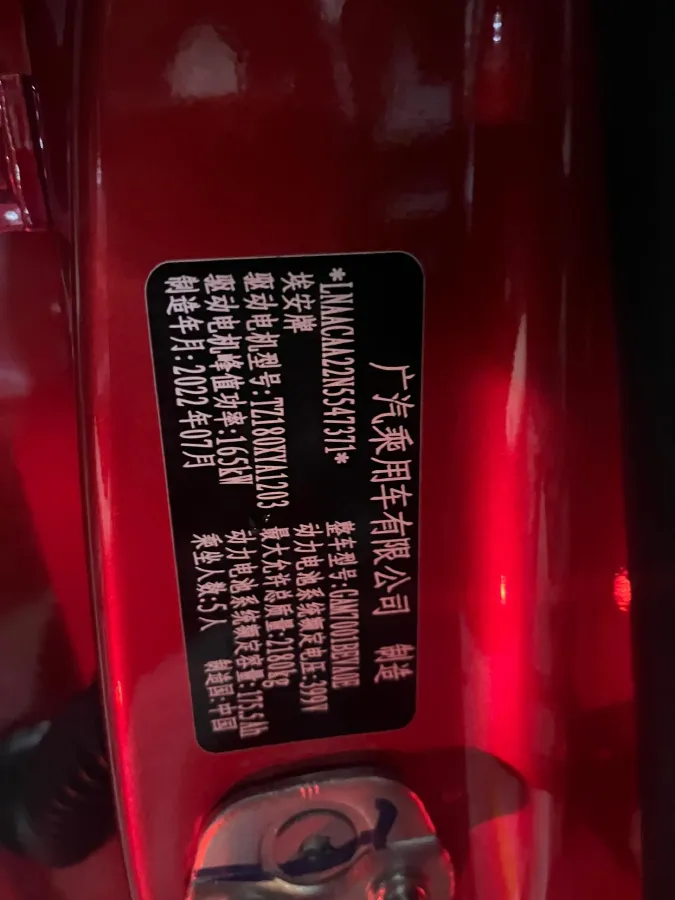 广汽乘用车有限公司 制造
*LNAACAA22N5547371*
埃安牌 整车型号:GAM7001BEVA0E
驱动电机型号:TZ180XYA1203 动力电池系统额定电压:399V
驱动电机峰值功率:165kW 最大允许总质量:2180kg
制造年月:2022年07月 动力电池系统额定容量:175.5Ah
乘坐人数:5人 制造国:中国